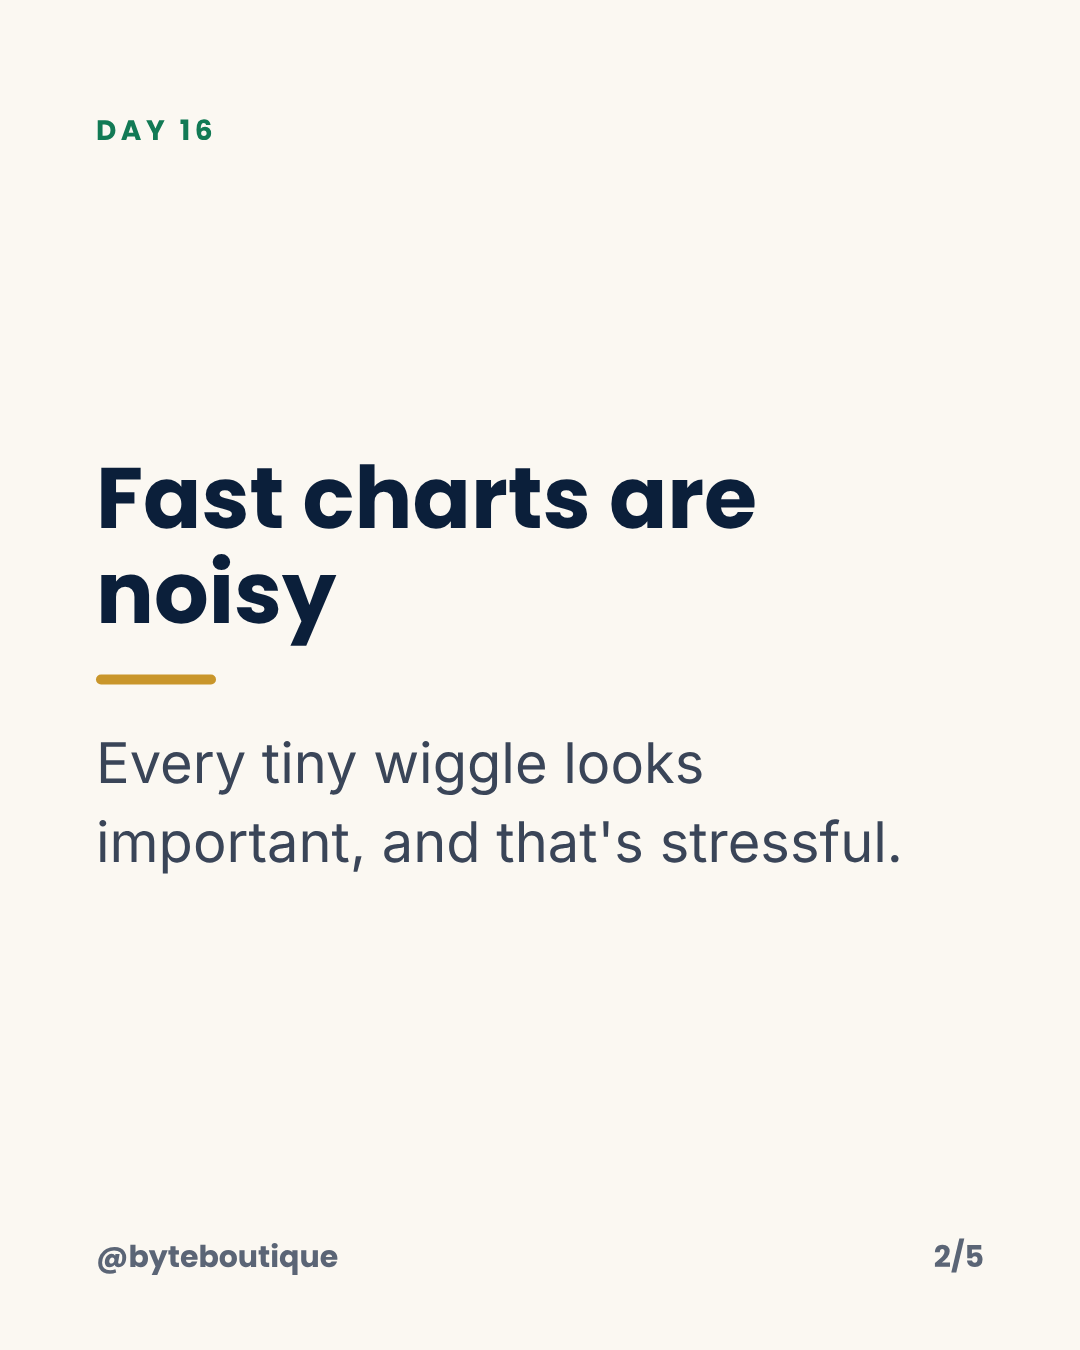 DAY 16
Fast charts are
noisy
Every tiny wiggle looks
important, and that's stressful.
@byteboutique
2/5